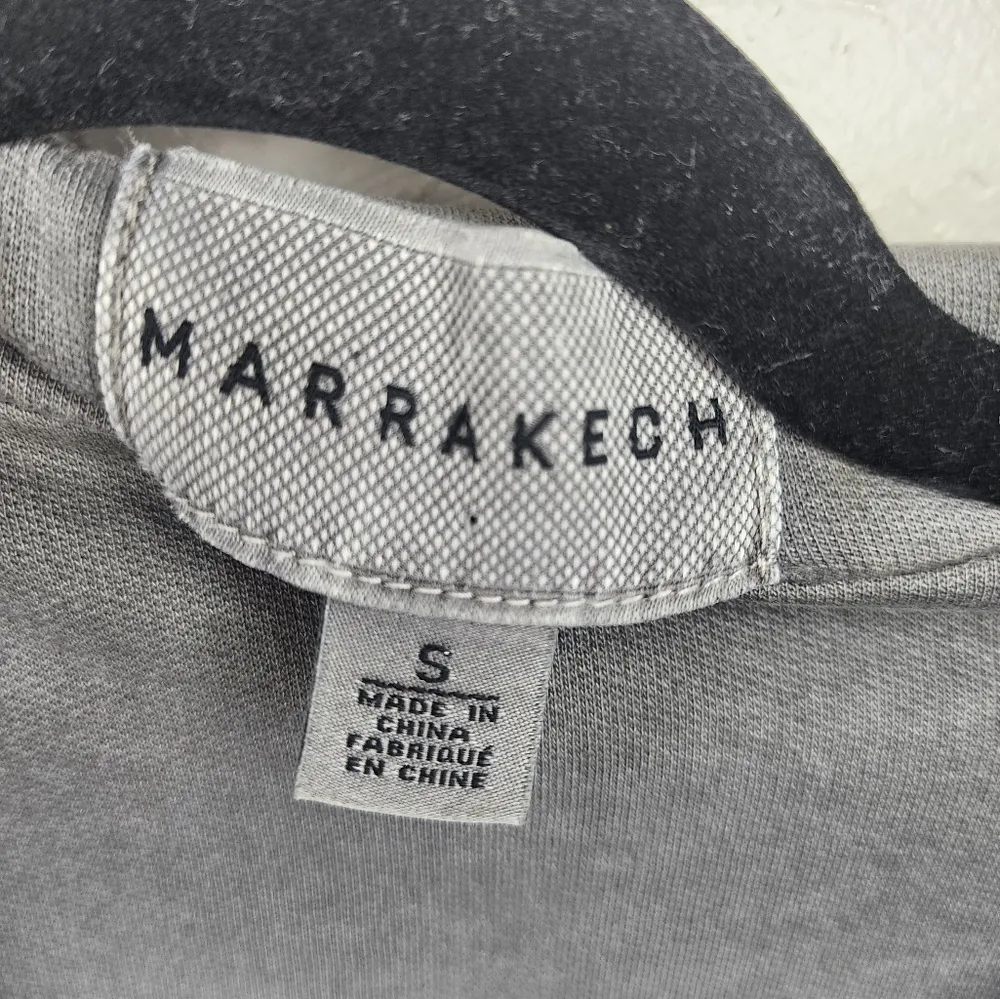 MARRAKECH
S
MADE IN
CHINA
FABRIQUÉ
EN CHINE